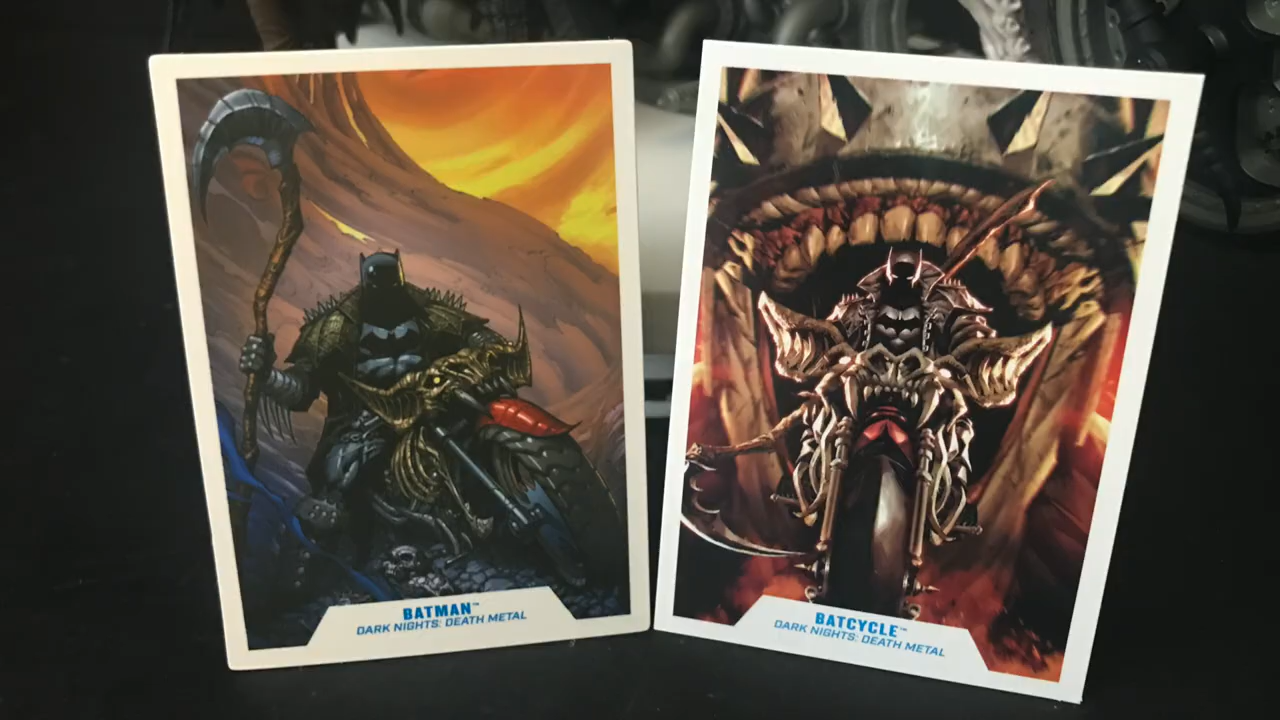 BATMAN™
DARK NIGHTS: DEATH METAL
BATCYCLE™
DARK NIGHTS: DEATH METAL